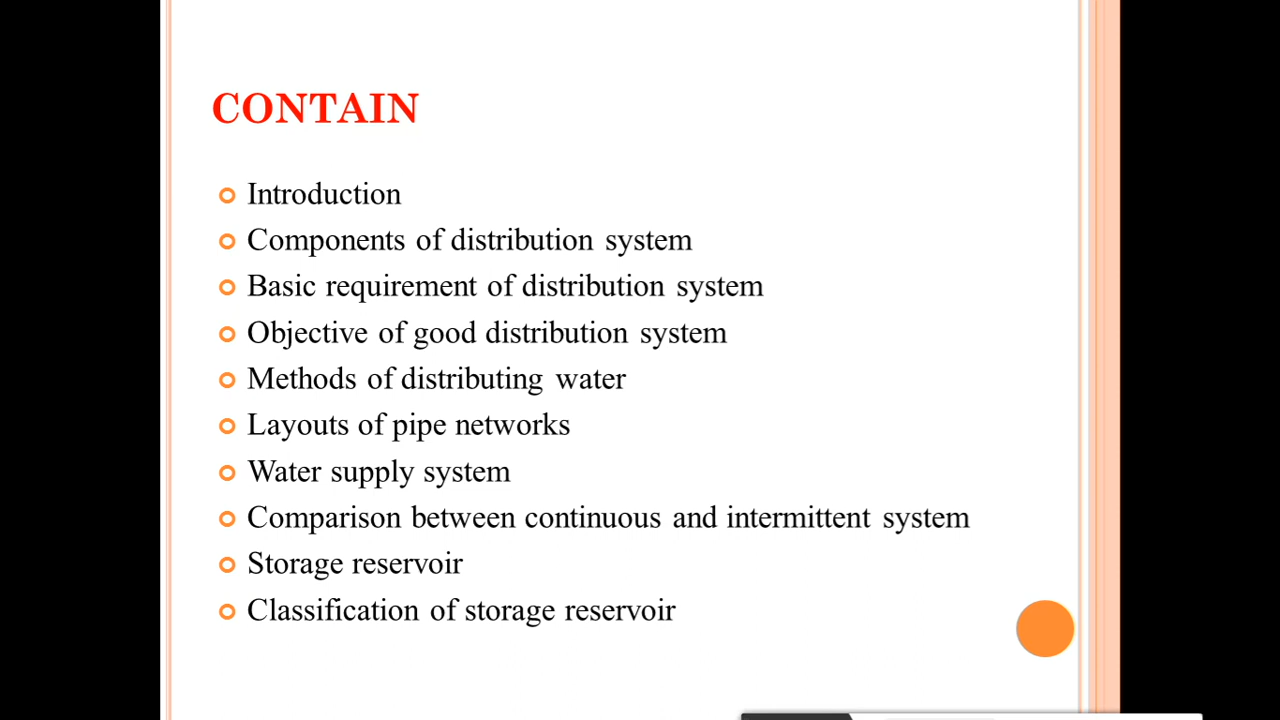 CONTAIN
Introduction
Components of distribution system
Basic requirement of distribution system
Objective of good distribution system
Methods of distributing water
Layouts of pipe networks
Water supply system
Comparison between continuous and intermittent system
Storage reservoir
Classification of storage reservoir